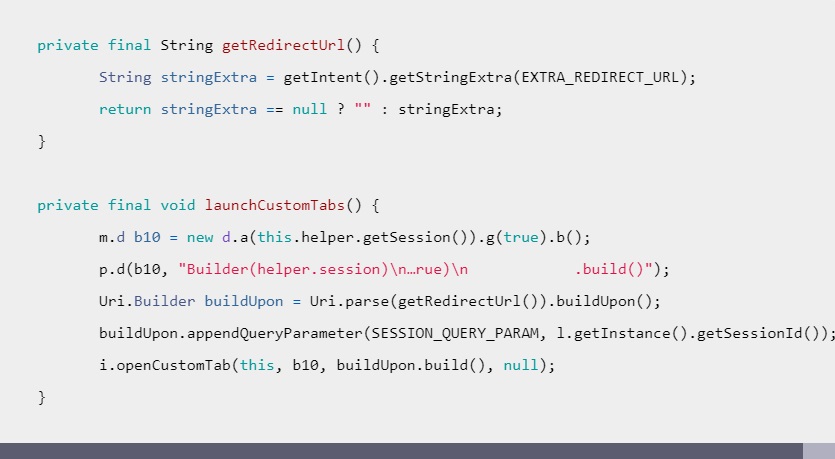 private final String getRedirectUrl() {
String stringExtra = getIntent().getStringExtra(EXTRA_REDIRECT_URL);
return stringExtra == null ? "" : stringExtra;
}
private final void launchCustomTabs() {
m.d b10 = new d.a(this.helper.getSession()).g(true).b();
p.d(b10, "Builder(helper.session)\n…rue)\n            .build()");
Uri.Builder buildUpon = Uri.parse(getRedirectUrl()).buildUpon();
buildUpon.appendQueryParameter(SESSION_QUERY_PARAM, l.getInstance().getSessionId());
i.openCustomTab(this, b10, buildUpon.build(), null);
}